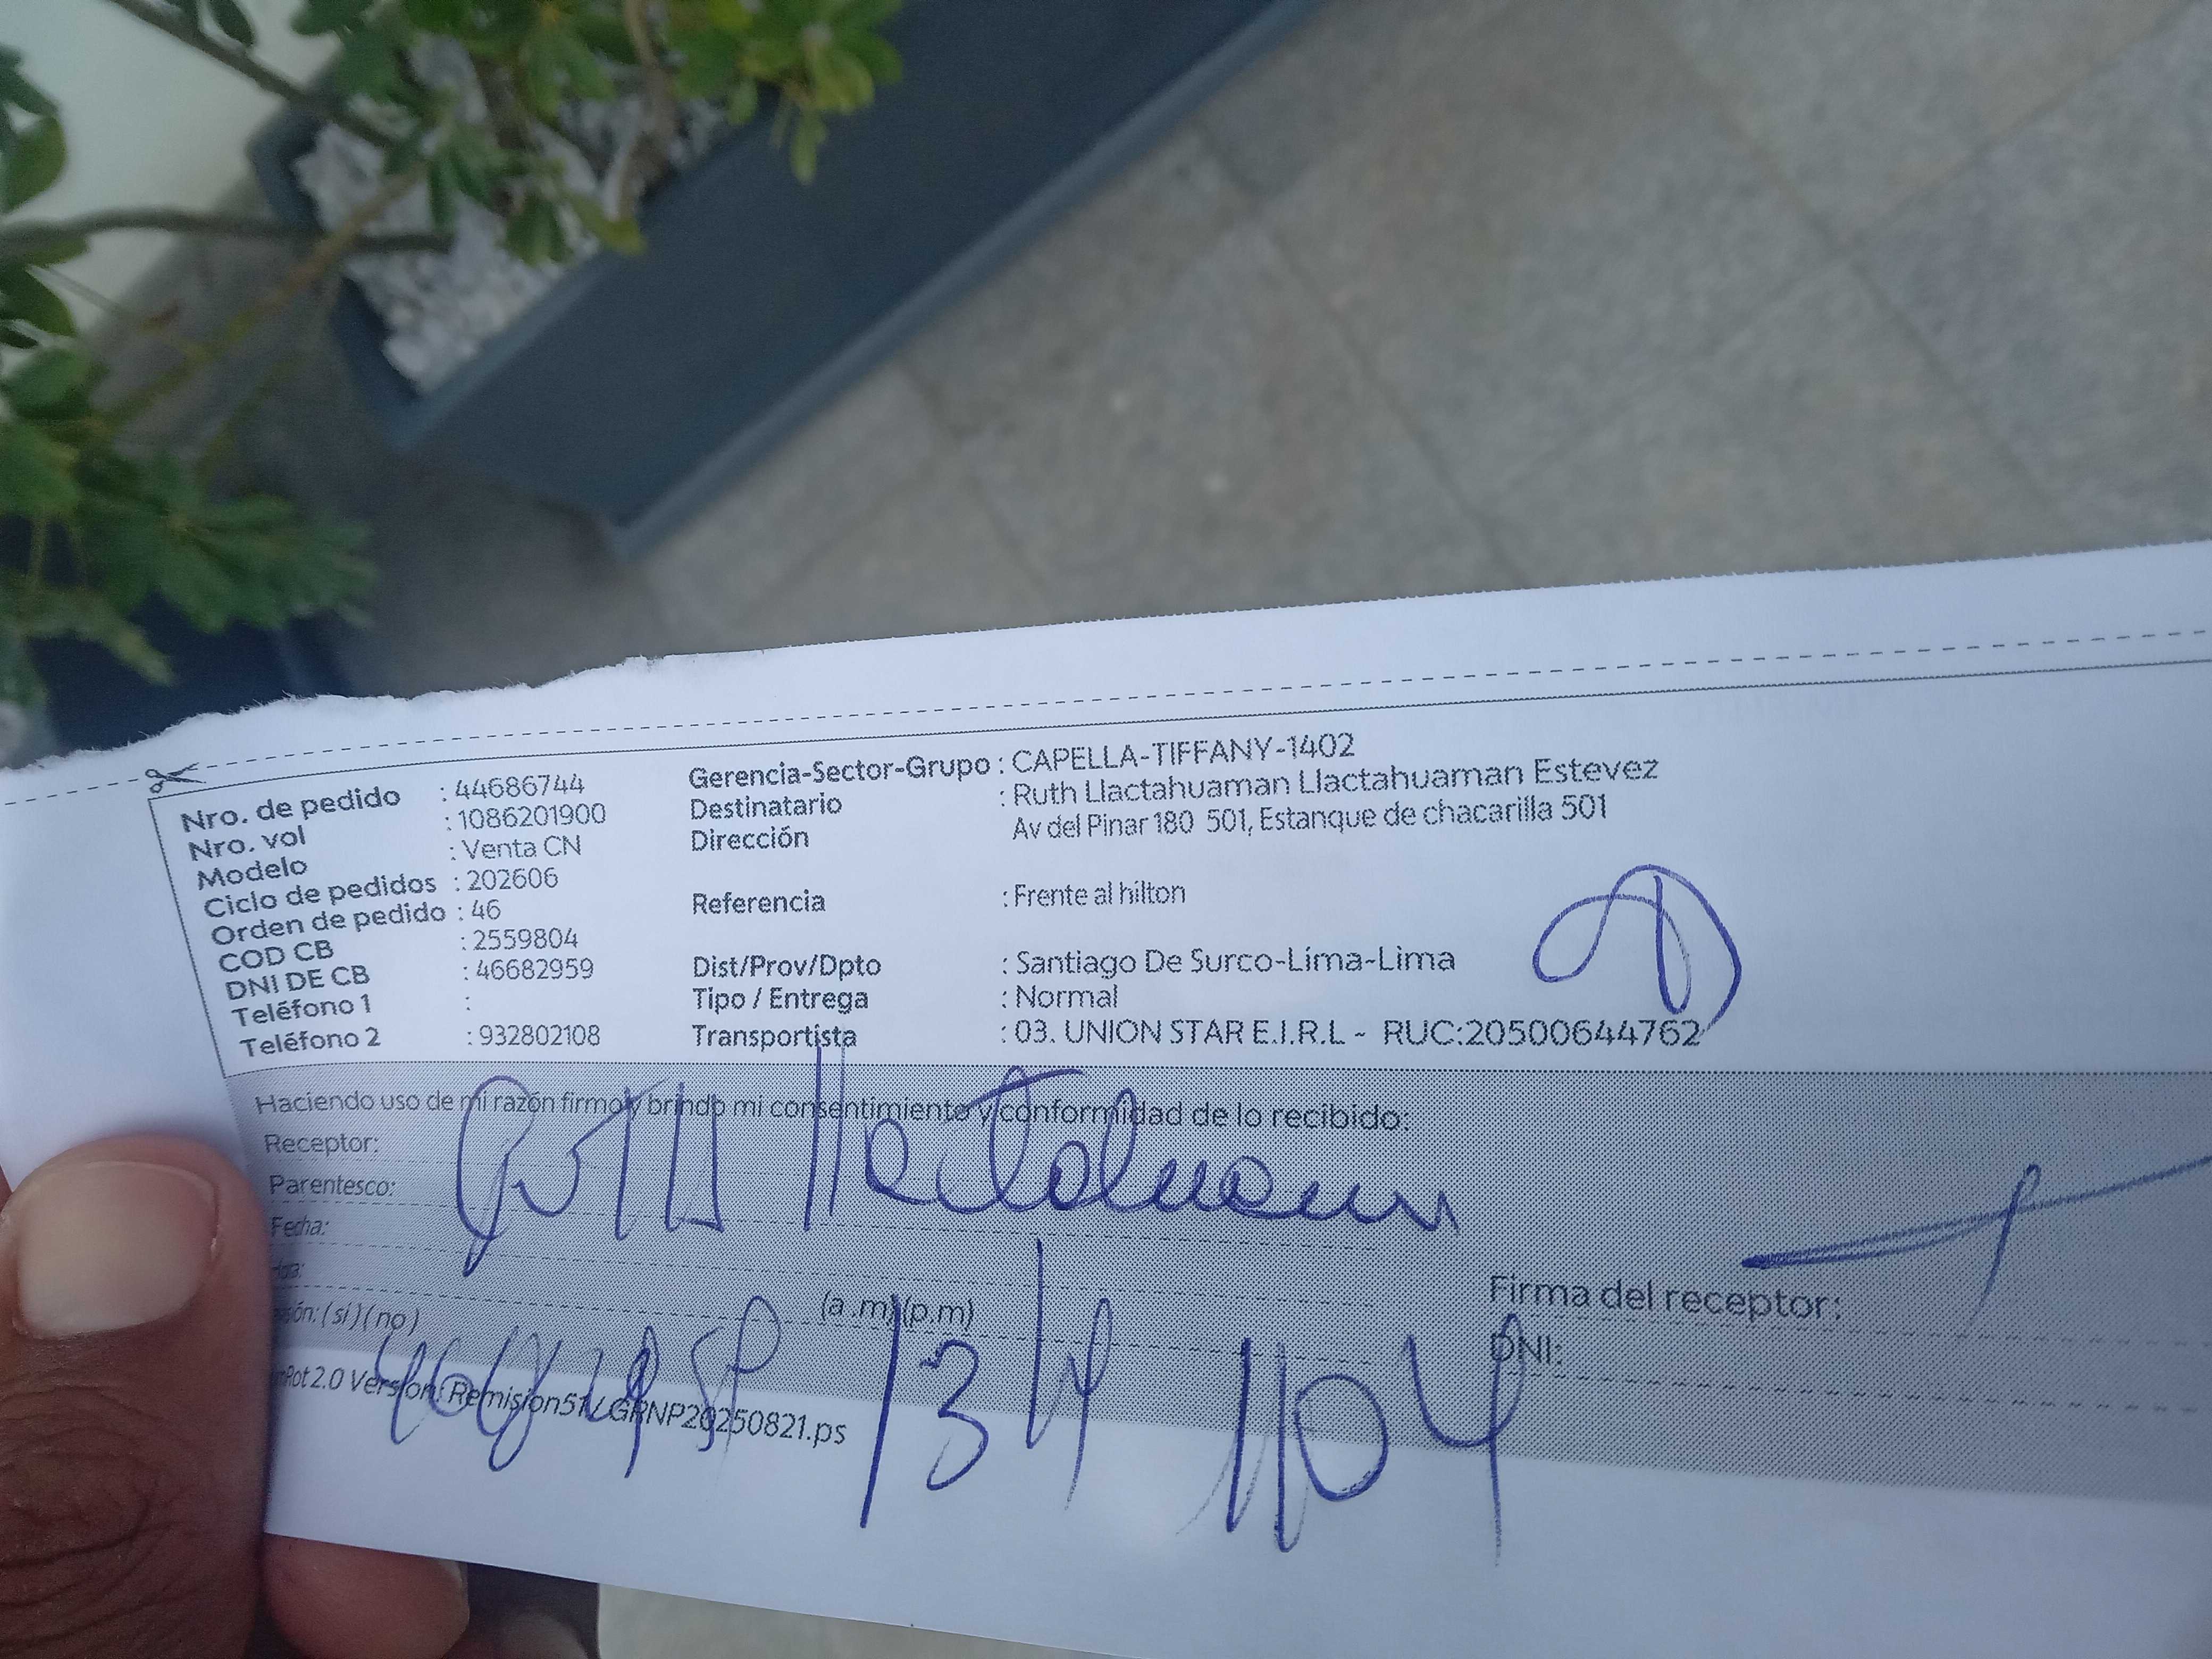 Nro. de pedido : 44686744
Nro. vol : 1086201900
Modelo : Venta CN
Ciclo de pedidos : 202606
Orden de pedido : 46
COD CB : 2559804
DNI DE CB : 46682959
Teléfono 1 :
Teléfono 2 : 932802108
Gerencia-Sector-Grupo : CAPELLA-TIFFANY-1402
Destinatario : Ruth Llactahuaman Llactahuaman Estevez
Dirección Av del Pinar 180 501, Estanque de chacarilla 501
Referencia : Frente al hilton
Dist/Prov/Dpto : Santiago De Surco-Lima-Lima
Tipo / Entrega : Normal
Transportista : 03. UNION STAR E.I.R.L - RUC:20500644762
Haciendo uso de mi razón firmo y brindo mi consentimiento y conformidad de lo recibido:
Receptor:
Parentesco:
Fecha:
(a.m) (p.m)
(si) (no)
Firma del receptor:
DNI:
2.0 Version: Remision51 / GRNP20250821.ps